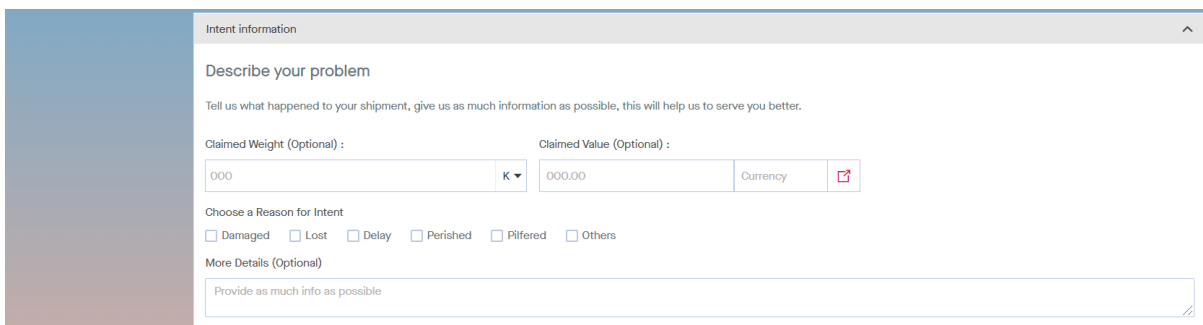 Intent information
Describe your problem
Tell us what happened to your shipment, give us as much information as possible, this will help us to serve you better.
Claimed Weight (Optional) : Claimed Value (Optional) :
000 K 000.00 Currency
Choose a Reason for Intent
Damaged Lost Delay Perished Pilfered Others
More Details (Optional)
Provide as much info as possible